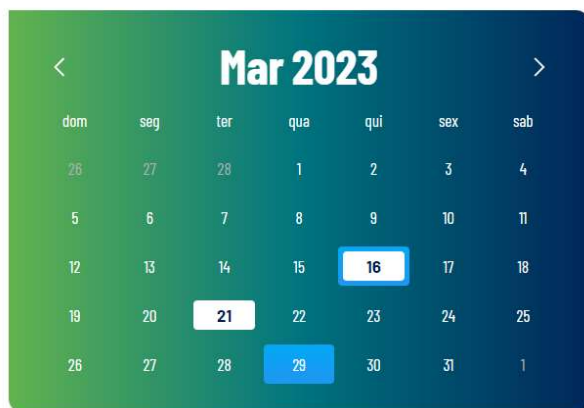 Mar 2023
dom seg ter qua qui sex sab
26 27 28 1 2 3 4
5 6 7 8 9 10 11
12 13 14 15 16 17 18
19 20 21 22 23 24 25
26 27 28 29 30 31 1